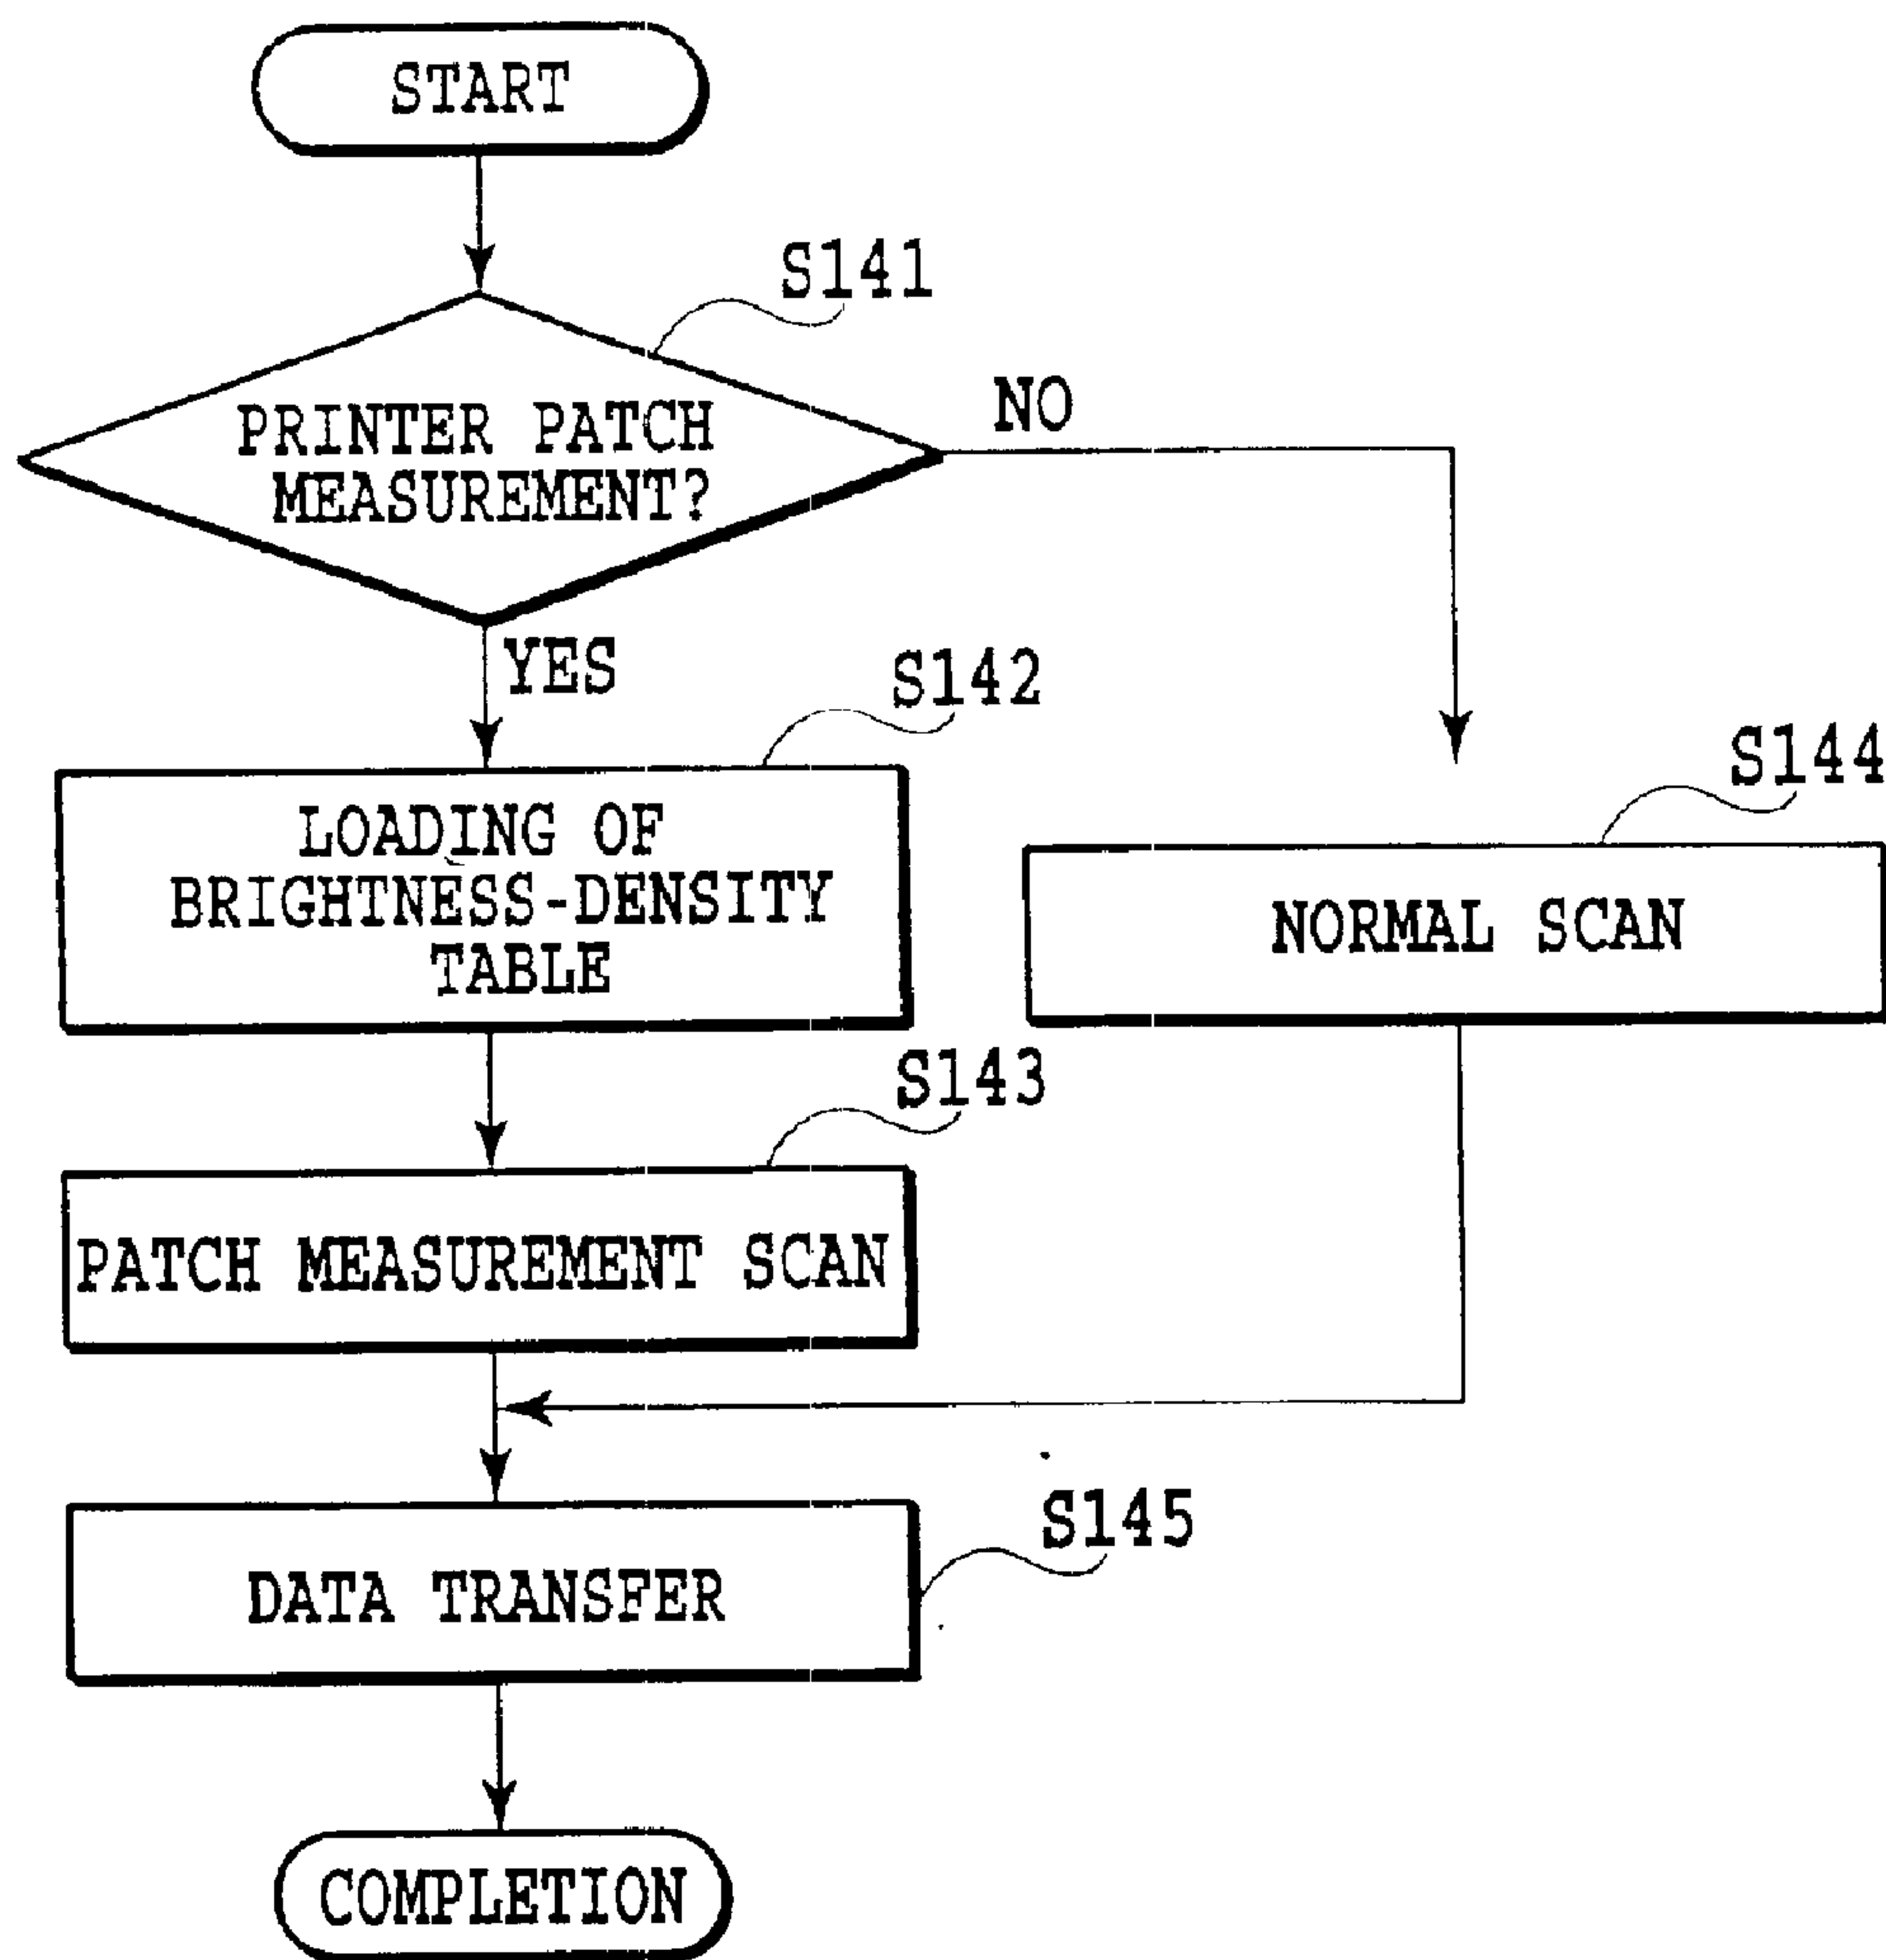 START
S141
PRINTER PATCH
MEASUREMENT?
NO
YES
S142
LOADING OF
BRIGHTNESS-DENSITY
TABLE
S144
NORMAL SCAN
S143
PATCH MEASUREMENT SCAN
S145
DATA TRANSFER
COMPLETION